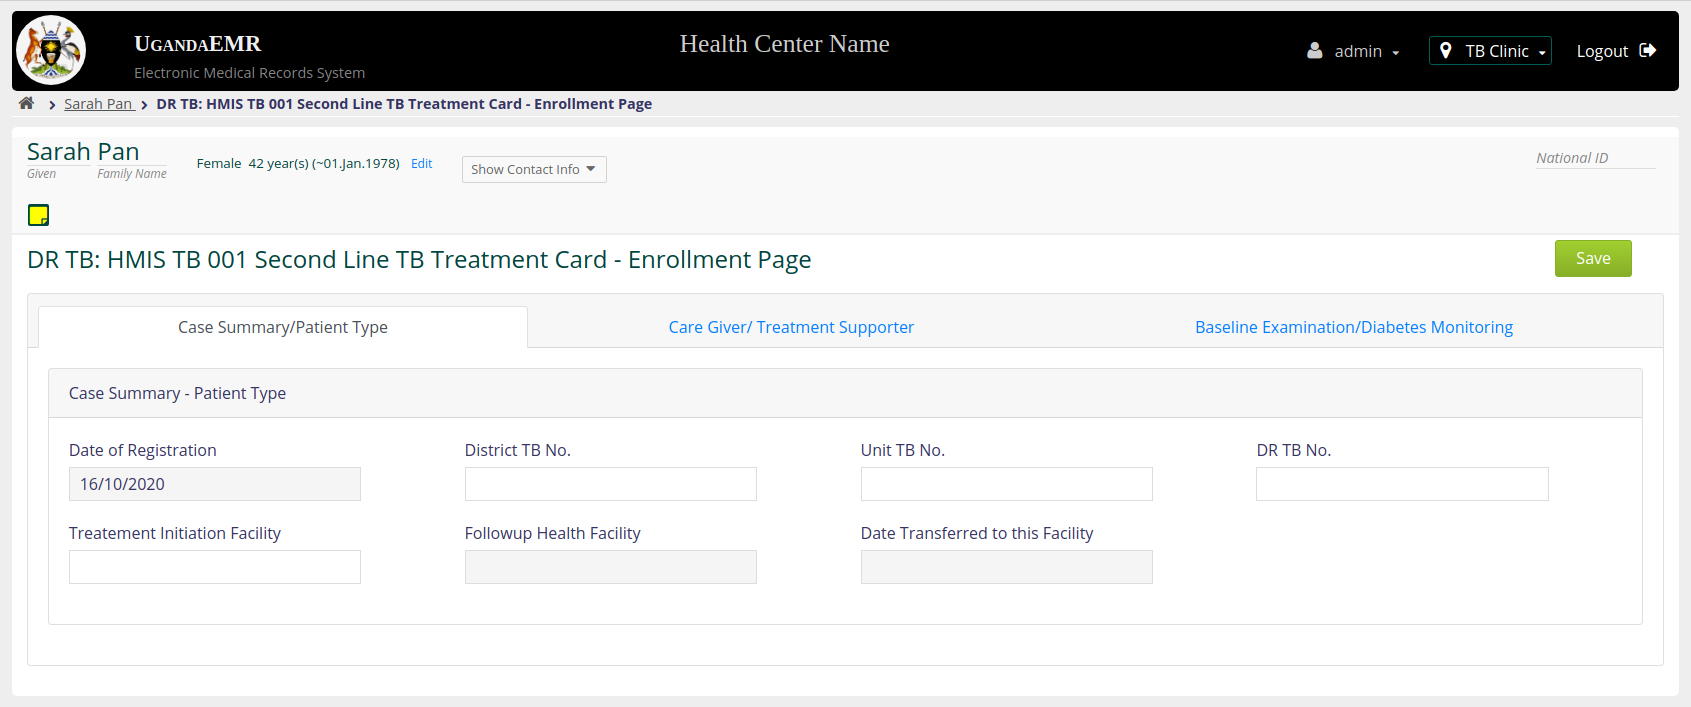 UgandaEMR
Electronic Medical Records System
Health Center Name
admin
TB Clinic
Logout
Sarah Pan
DR TB: HMIS TB 001 Second Line TB Treatment Card - Enrollment Page
Sarah Pan
Given Family Name
Female 42 year(s) (~01.Jan.1978) Edit
Show Contact Info
National ID
DR TB: HMIS TB 001 Second Line TB Treatment Card - Enrollment Page
Save
Case Summary/Patient Type
Care Giver/ Treatment Supporter
Baseline Examination/Diabetes Monitoring
Case Summary - Patient Type
Date of Registration
District TB No.
Unit TB No.
DR TB No.
16/10/2020
Treatement Initiation Facility
Followup Health Facility
Date Transferred to this Facility